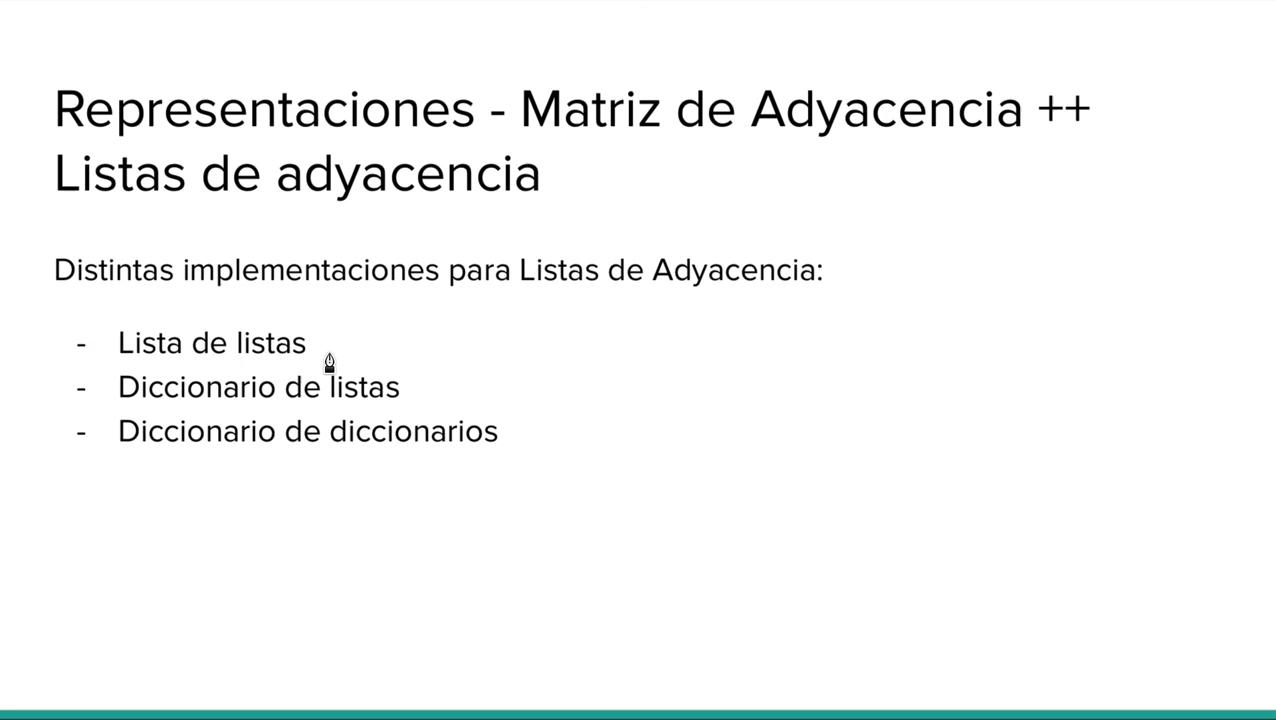 Representaciones - Matriz de Adyacencia ++
Listas de adyacencia
Distintas implementaciones para Listas de Adyacencia:
- Lista de listas
- Diccionario de listas
- Diccionario de diccionarios